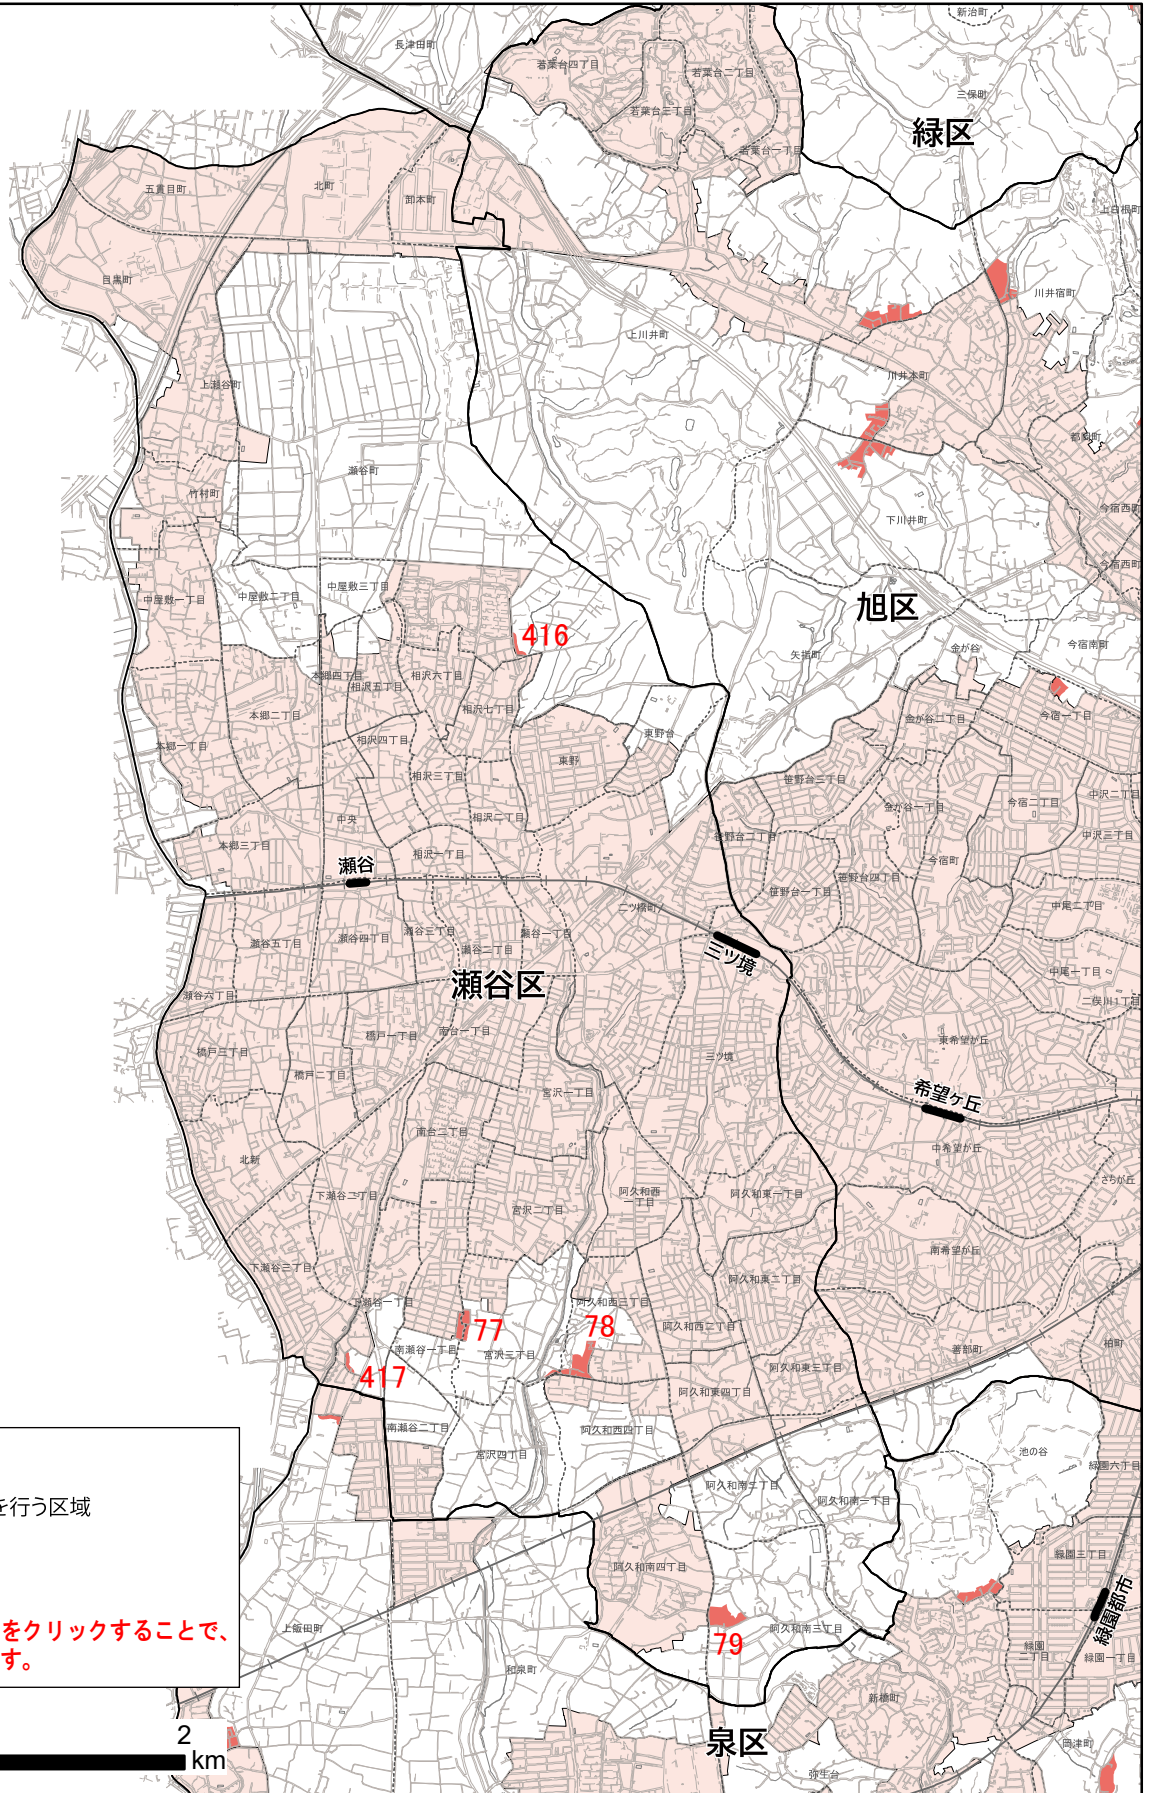 新治町
長津田町
若葉台四丁目
若葉台二丁目
三保町
若葉台三丁目
緑区
若葉台一丁目
五貫目町
北町
卸本町
上白根町
目黒町
川井宿町
上川井町
川井本町
上瀬谷町
都岡町
瀬谷町
竹村町
今宿西町
下川井町
今宿西町
中屋敷三丁目
中屋敷二丁目
中屋敷一丁目
旭区
416
今宿南町
金が谷
矢指町
本郷四丁目
相沢六丁目
相沢五丁目
本郷二丁目
相沢七丁目
今宿一丁目
金が谷二丁目
東野台
相沢四丁目
本郷一丁目
東野
相沢三丁目
笹野台三丁目
中沢二丁目
今宿二丁目
金が谷一丁目
中央
相沢二丁目
笹野台二丁目
中沢三丁目
本郷三丁目
相沢一丁目
今宿町
瀬谷
笹野台四丁目
笹野台一丁目
二ツ橋町
中尾二丁目
瀬谷三丁目
瀬谷一丁目
瀬谷四丁目
瀬谷五丁目
瀬谷二丁目
三ツ境
中尾一丁目
瀬谷区
瀬谷六丁目
二俣川1丁目
南台一丁目
橋戸一丁目
東希望が丘
橋戸三丁目
三ツ境
橋戸二丁目
宮沢一丁目
希望ヶ丘
南台二丁目
中希望が丘
北新
さちが丘
下瀬谷二丁目
阿久和西
一丁目
阿久和東一丁目
宮沢二丁目
南希望が丘
下瀬谷三丁目
阿久和東二丁目
下瀬谷一丁目
阿久和西三丁目
77
78
阿久和西二丁目
柏町
南瀬谷一丁目
善部町
宮沢三丁目
阿久和東三丁目
417
阿久和東四丁目
南瀬谷二丁目
阿久和西四丁目
池の谷
宮沢四丁目
緑園六丁目
阿久和南二丁目
阿久和南一丁目
を行う区域
緑園三丁目
阿久和南四丁目
緑園都市
をクリックすることで、
上飯田町
阿久和南三丁目
79
す。
緑園
二丁目
緑園一丁目
和泉町
新橋町
2
泉区
岡津町
km
弥生台